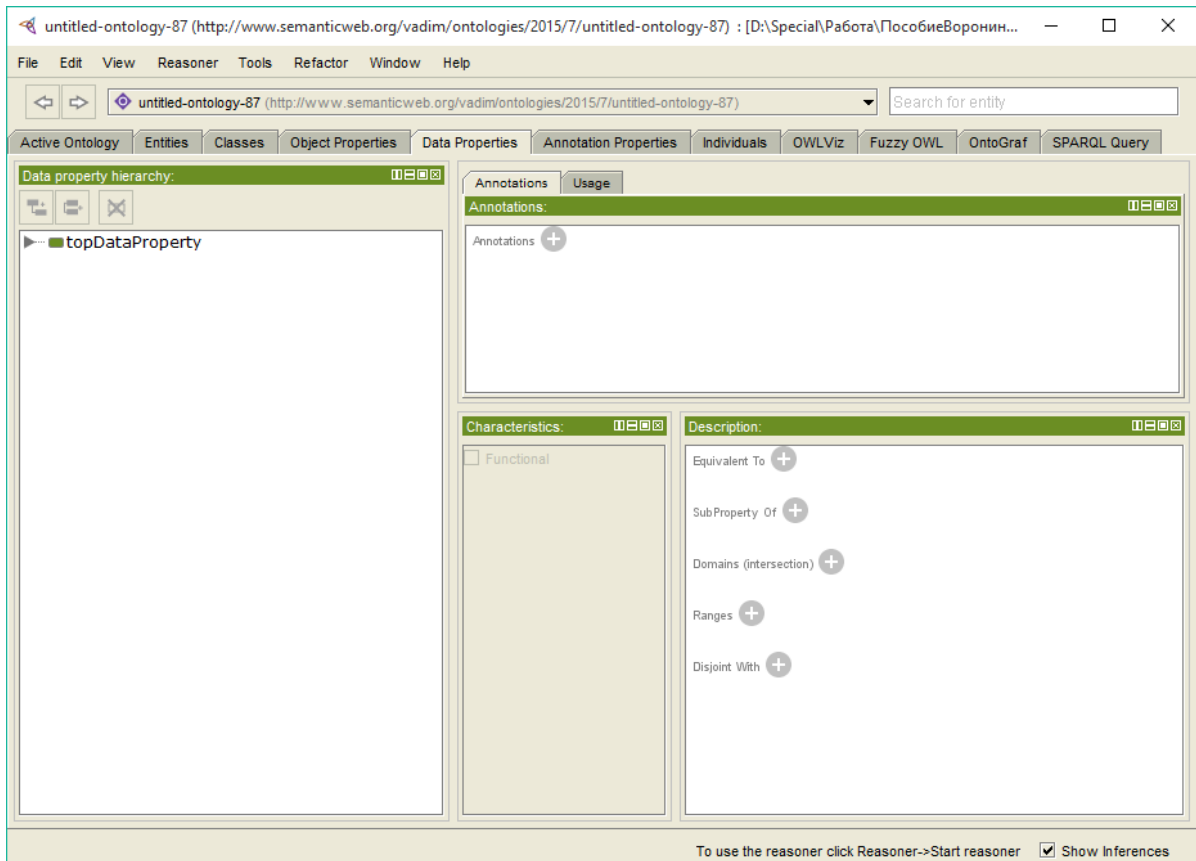 untitled-ontology-87 (http://www.semanticweb.org/vadim/ontologies/2015/7/untitled-ontology-87) : [D:\Special\Работа\ПособиеВоронин...
File Edit View Reasoner Tools Refactor Window Help
untitled-ontology-87 (http://www.semanticweb.org/vadim/ontologies/2015/7/untitled-ontology-87) Search for entity
Active Ontology Entities Classes Object Properties Data Properties Annotation Properties Individuals OWLViz Fuzzy OWL OntoGraf SPARQL Query
Data property hierarchy:
topDataProperty
Annotations Usage
Annotations:
Annotations
Characteristics:
Functional
Description:
Equivalent To
SubProperty Of
Domains (intersection)
Ranges
Disjoint With
To use the reasoner click Reasoner->Start reasoner Show Inferences